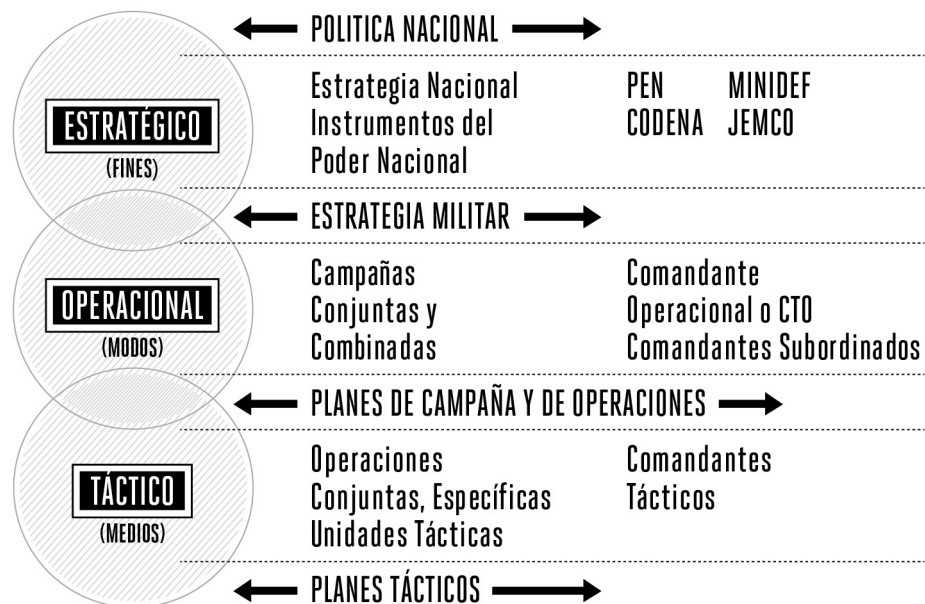 POLITICA NACIONAL
ESTRATÉGICO
(FINES)
Estrategia Nacional
Instrumentos del
Poder Nacional
PEN MINIDEF
CODENA JEMCO
ESTRATEGIA MILITAR
OPERACIONAL
(MODOS)
Campañas
Conjuntas y
Combinadas
Comandante
Operacional o CTO
Comandantes Subordinados
PLANES DE CAMPAÑA Y DE OPERACIONES
TÁCTICO
(MEDIOS)
Operaciones
Conjuntas, Específicas
Unidades Tácticas
Comandantes
Tácticos
PLANES TÁCTICOS